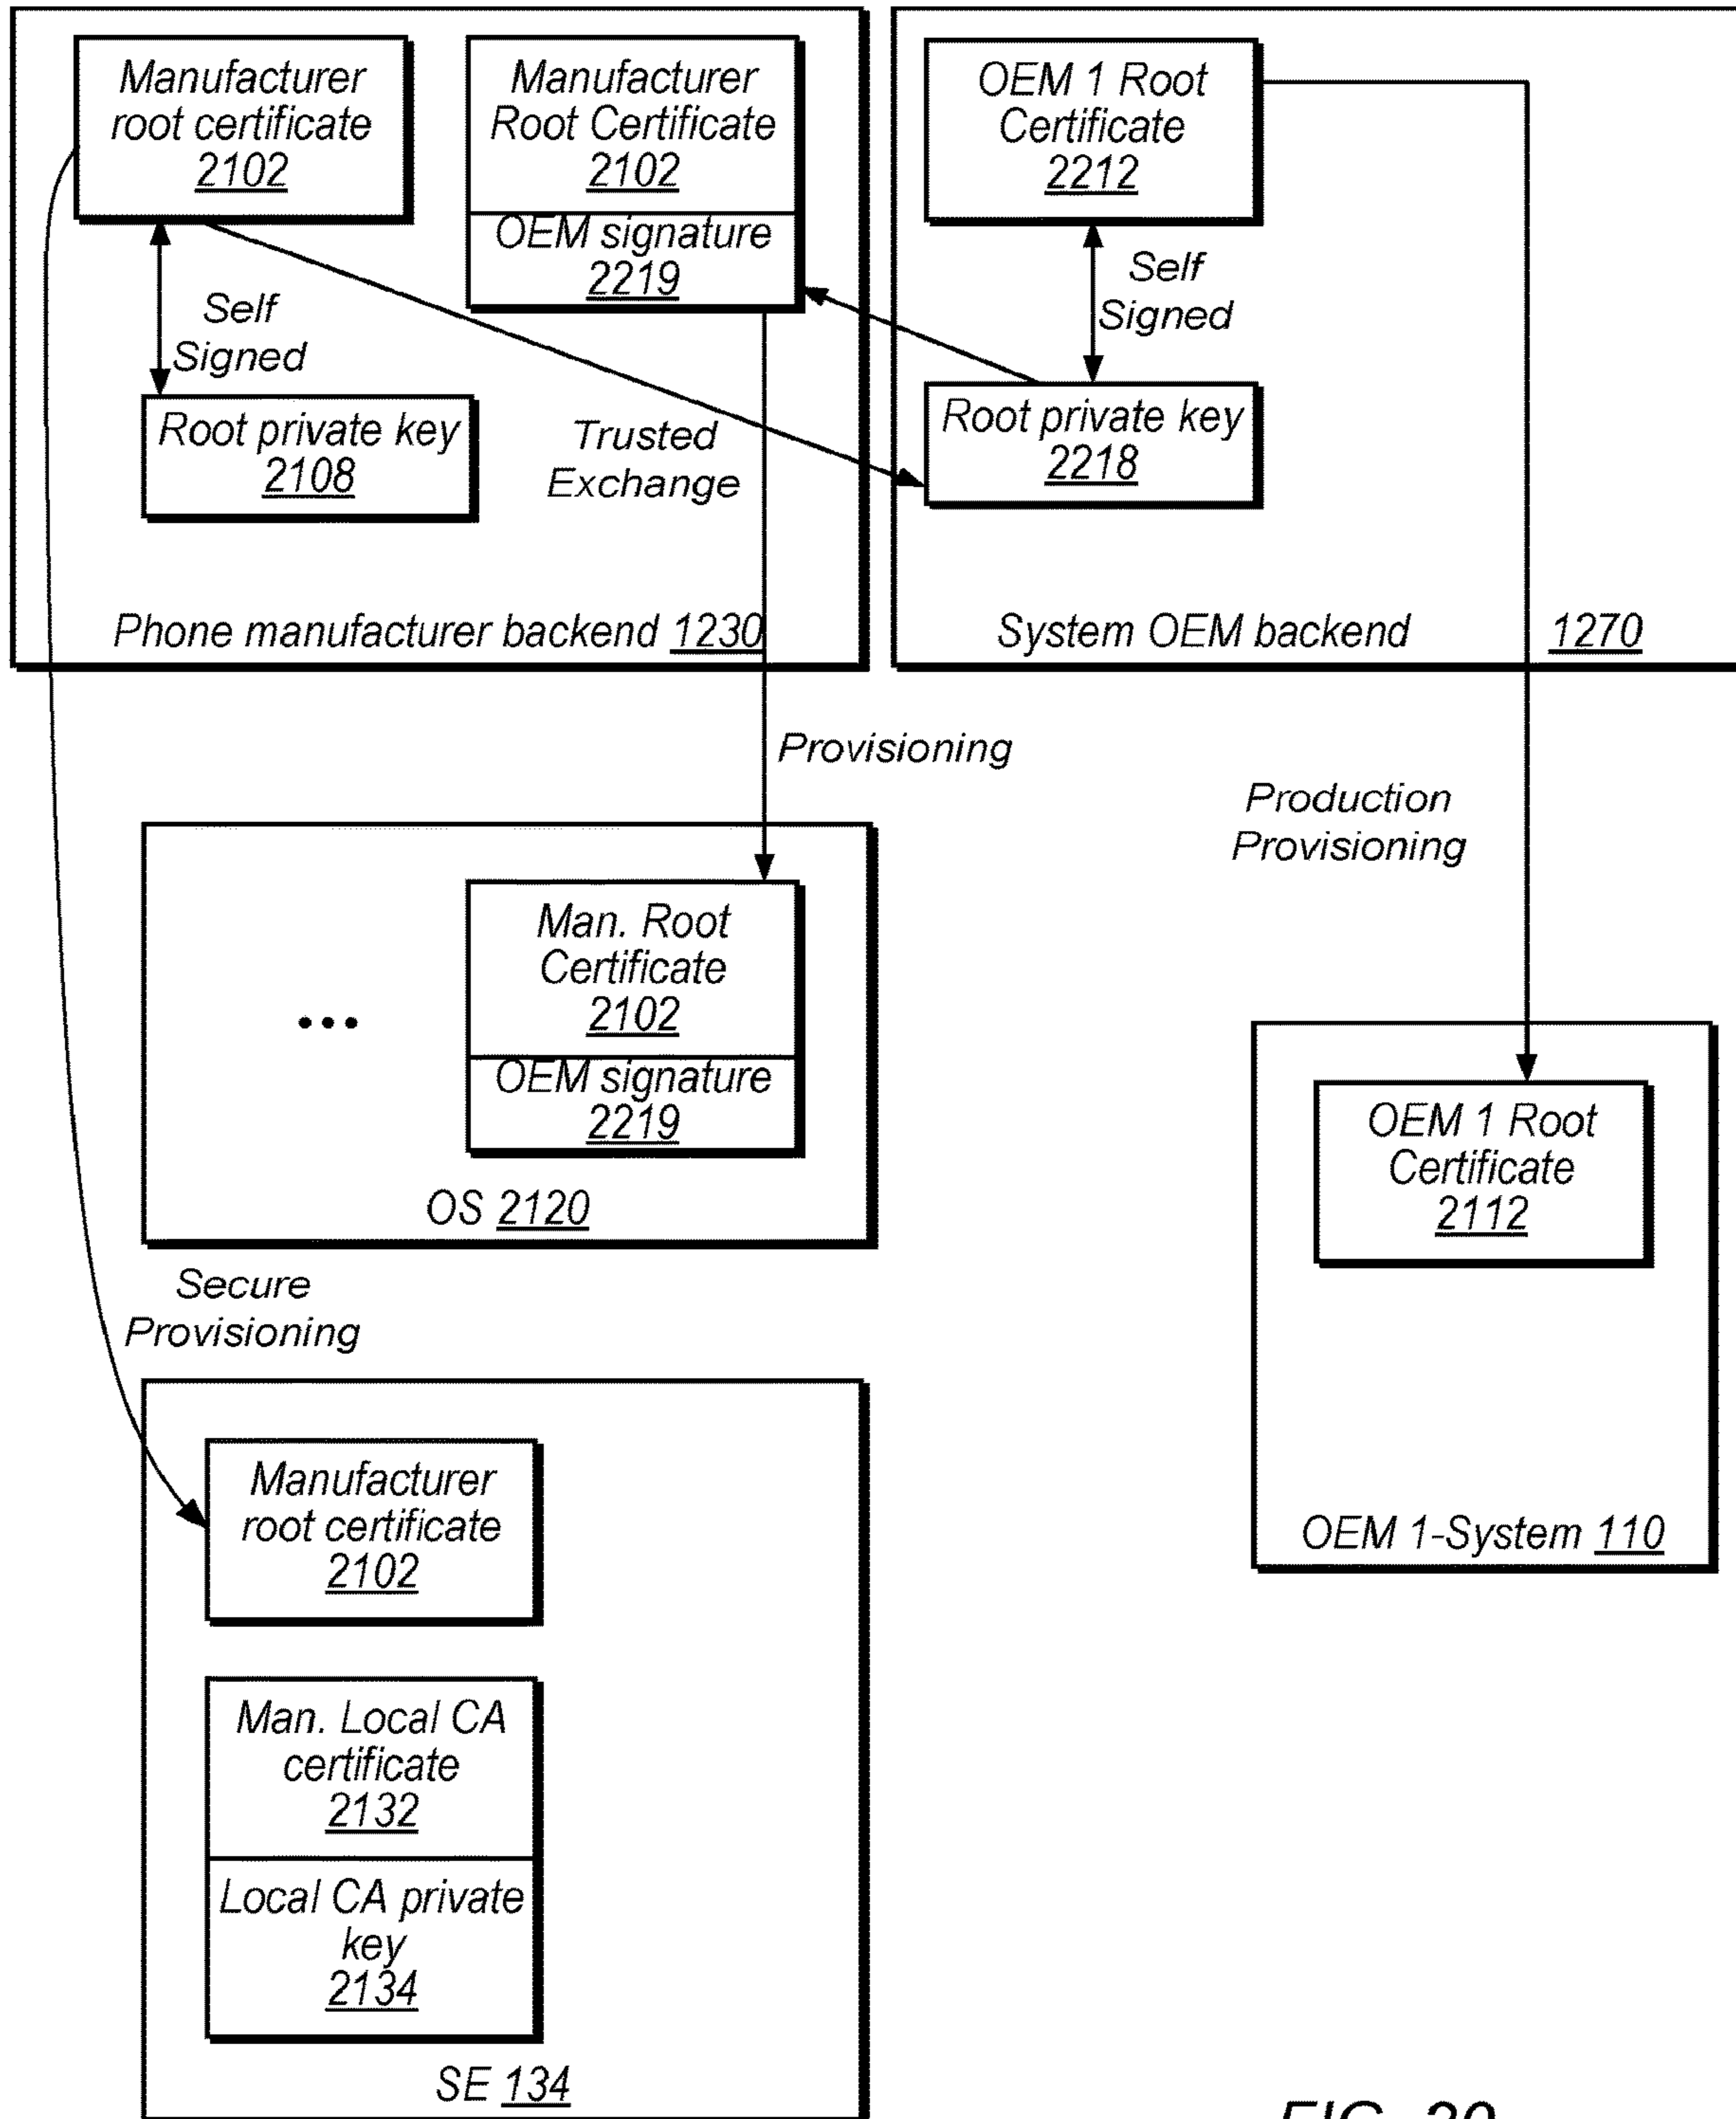 Manufacturer
root certificate
2102
Manufacturer
Root Certificate
2102
OEM signature
2219
Self
Signed
Root private key
2108
Trusted
Exchange
Phone manufacturer backend 1230
OEM 1 Root
Certificate
2212
Self
Signed
Root private key
2218
System OEM backend 1270
Provisioning
Production
Provisioning
...
Man. Root
Certificate
2102
OEM signature
2219
OS 2120
OEM 1 Root
Certificate
2112
OEM 1-System 110
Secure
Provisioning
Manufacturer
root certificate
2102
Man. Local CA
certificate
2132
Local CA private
key
2134
SE 134